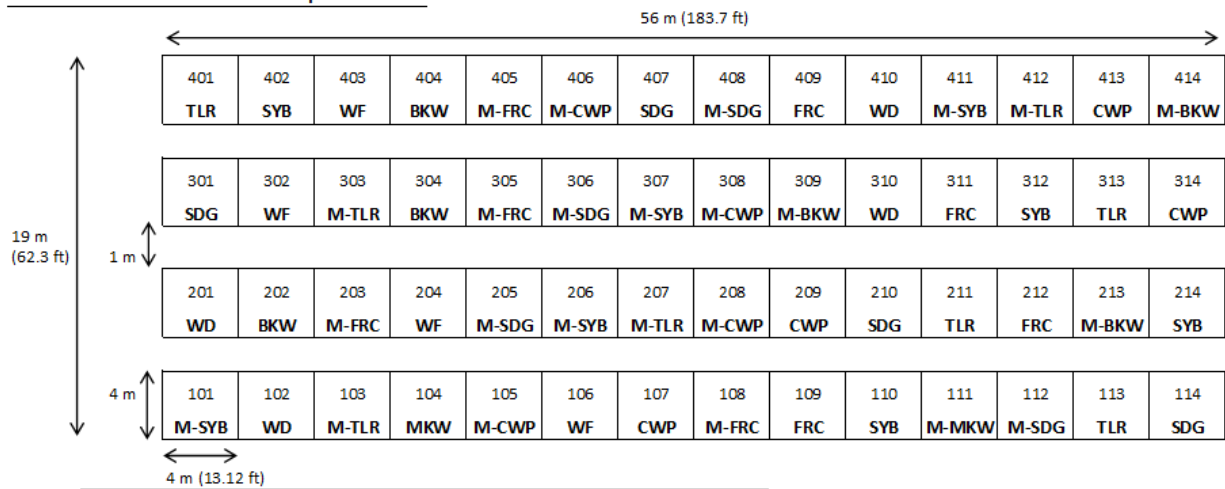 56 m (183.7 ft)
401 402 403 404 405 406 407 408 409 410 411 412 413 414
TLR SYB WF BKW M-FRC M-CWP SDG M-SDG FRC WD M-SYB M-TLR CWP M-BKW
301 302 303 304 305 306 307 308 309 310 311 312 313 314
SDG WF M-TLR BKW M-FRC M-SDG M-SYB M-CWP M-BKW WD FRC SYB TLR CWP
19 m
(62.3 ft)
1 m
201 202 203 204 205 206 207 208 209 210 211 212 213 214
WD BKW M-FRC WF M-SDG M-SYB M-TLR M-CWP CWP SDG TLR FRC M-BKW SYB
4 m
101 102 103 104 105 106 107 108 109 110 111 112 113 114
M-SYB WD M-TLR MKW M-CWP WF CWP M-FRC FRC SYB M-MKW M-SDG TLR SDG
4 m (13.12 ft)